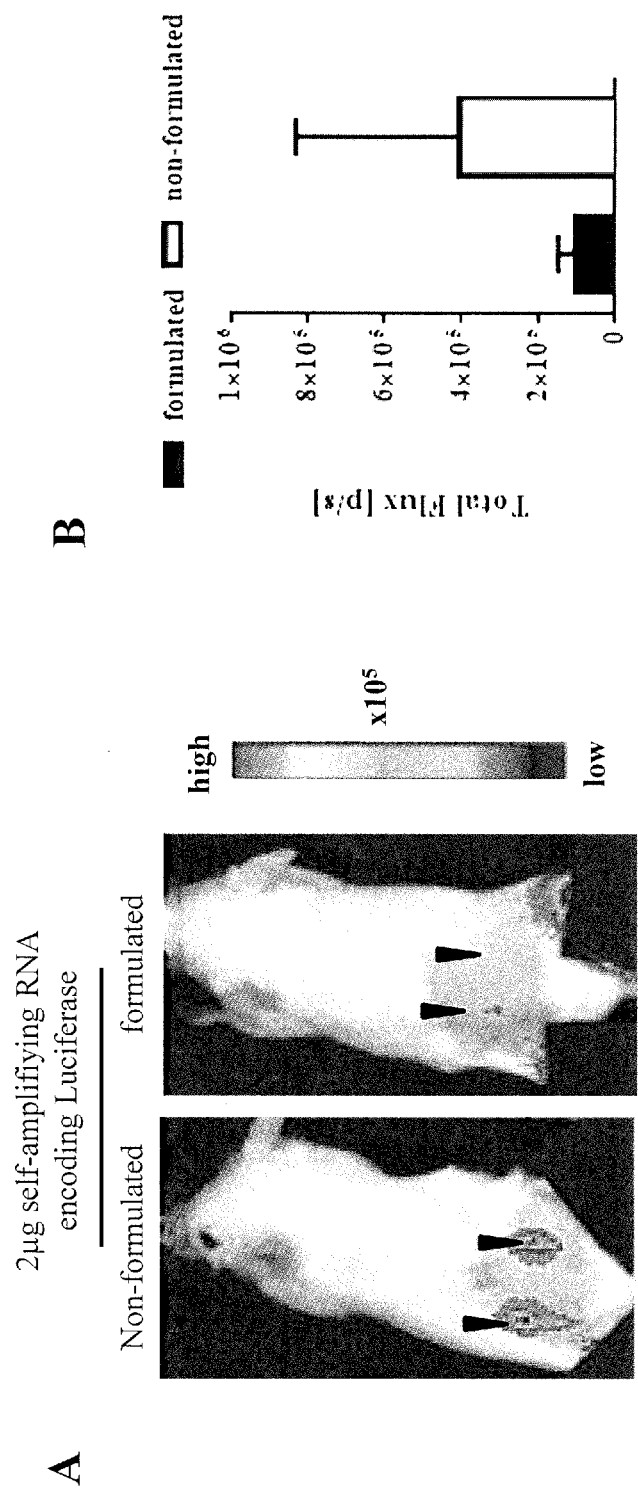 A
2µg self-amplifiying RNA
encoding Luciferase
Non-formulated
formulated
high
x10⁵
low
B
formulated
non-formulated
Total Flux [p/s]
1×10⁶
8×10⁵
6×10⁵
4×10⁵
2×10⁵
0